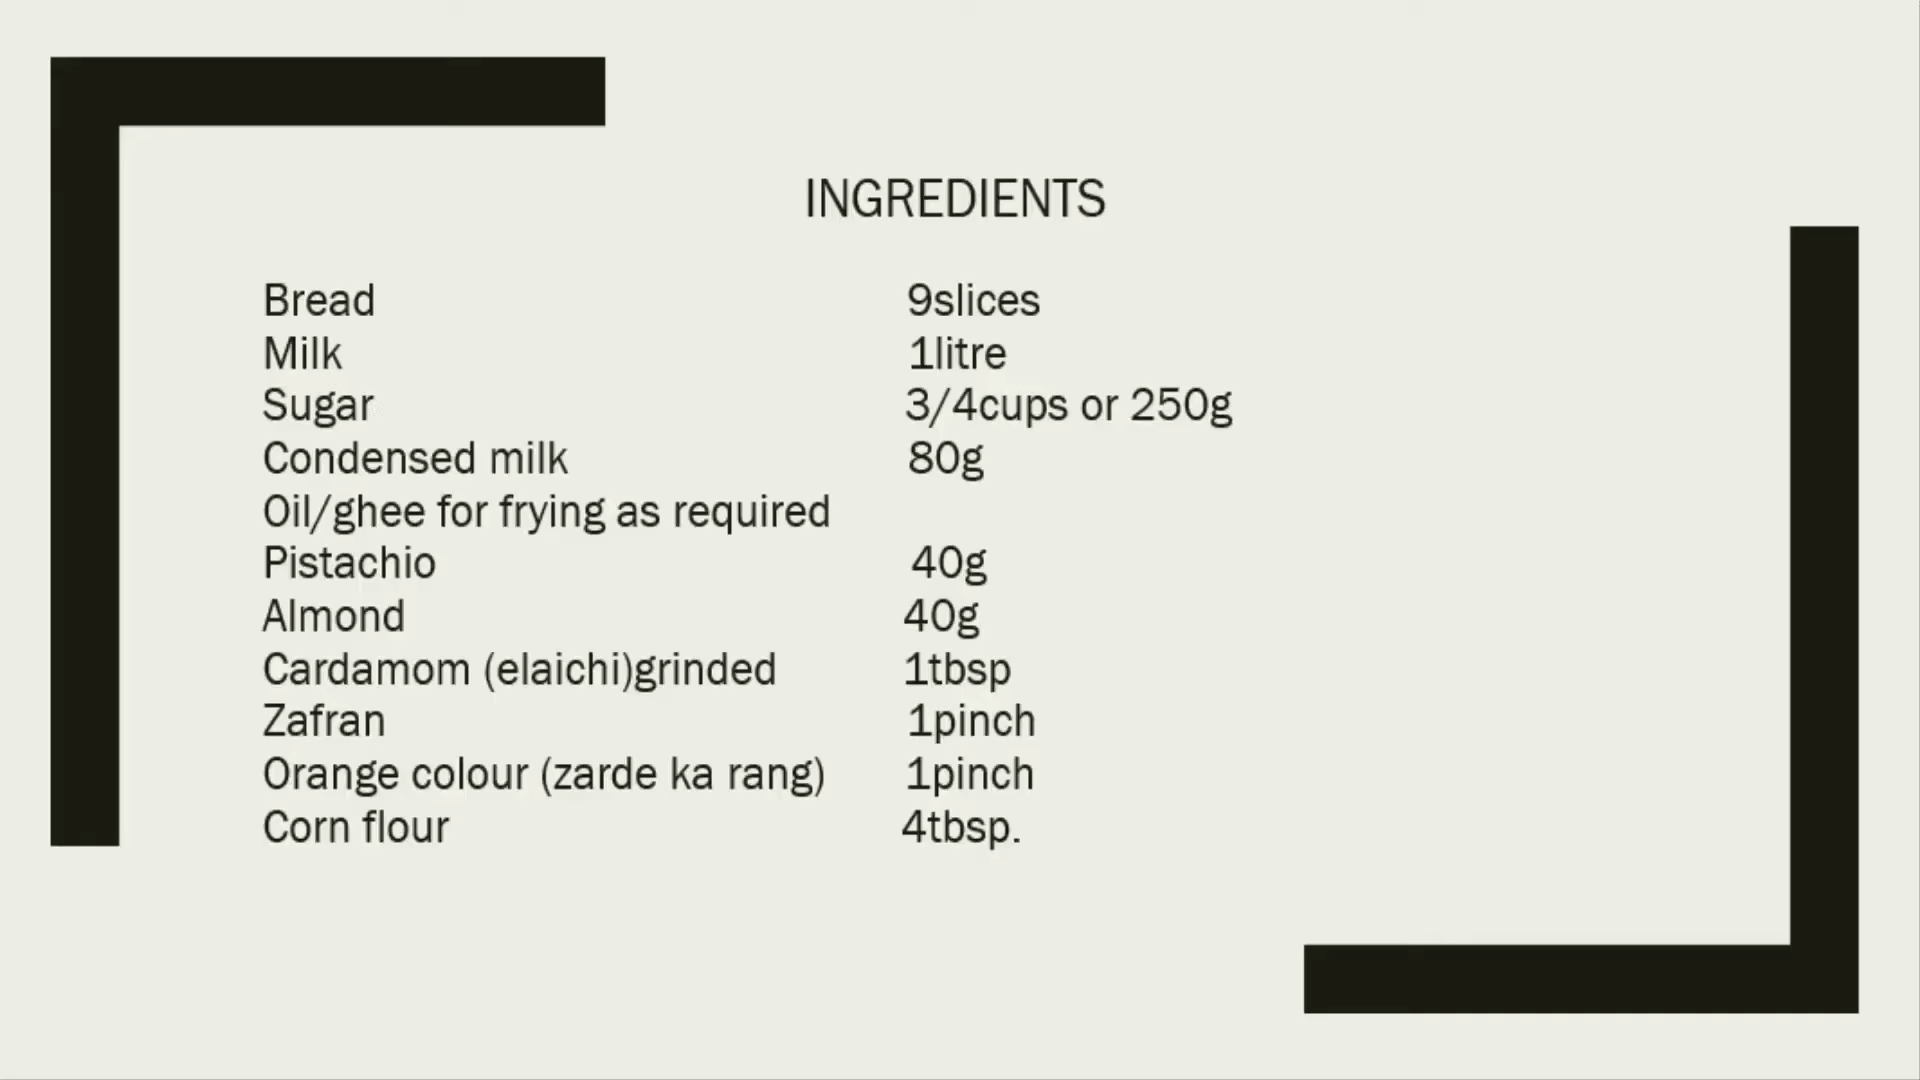 INGREDIENTS
Bread 9slices
Milk 1litre
Sugar 3/4cups or 250g
Condensed milk 80g
Oil/ghee for frying as required
Pistachio 40g
Almond 40g
Cardamom (elaichi)grinded 1tbsp
Zafran 1pinch
Orange colour (zarde ka rang) 1pinch
Corn flour 4tbsp.